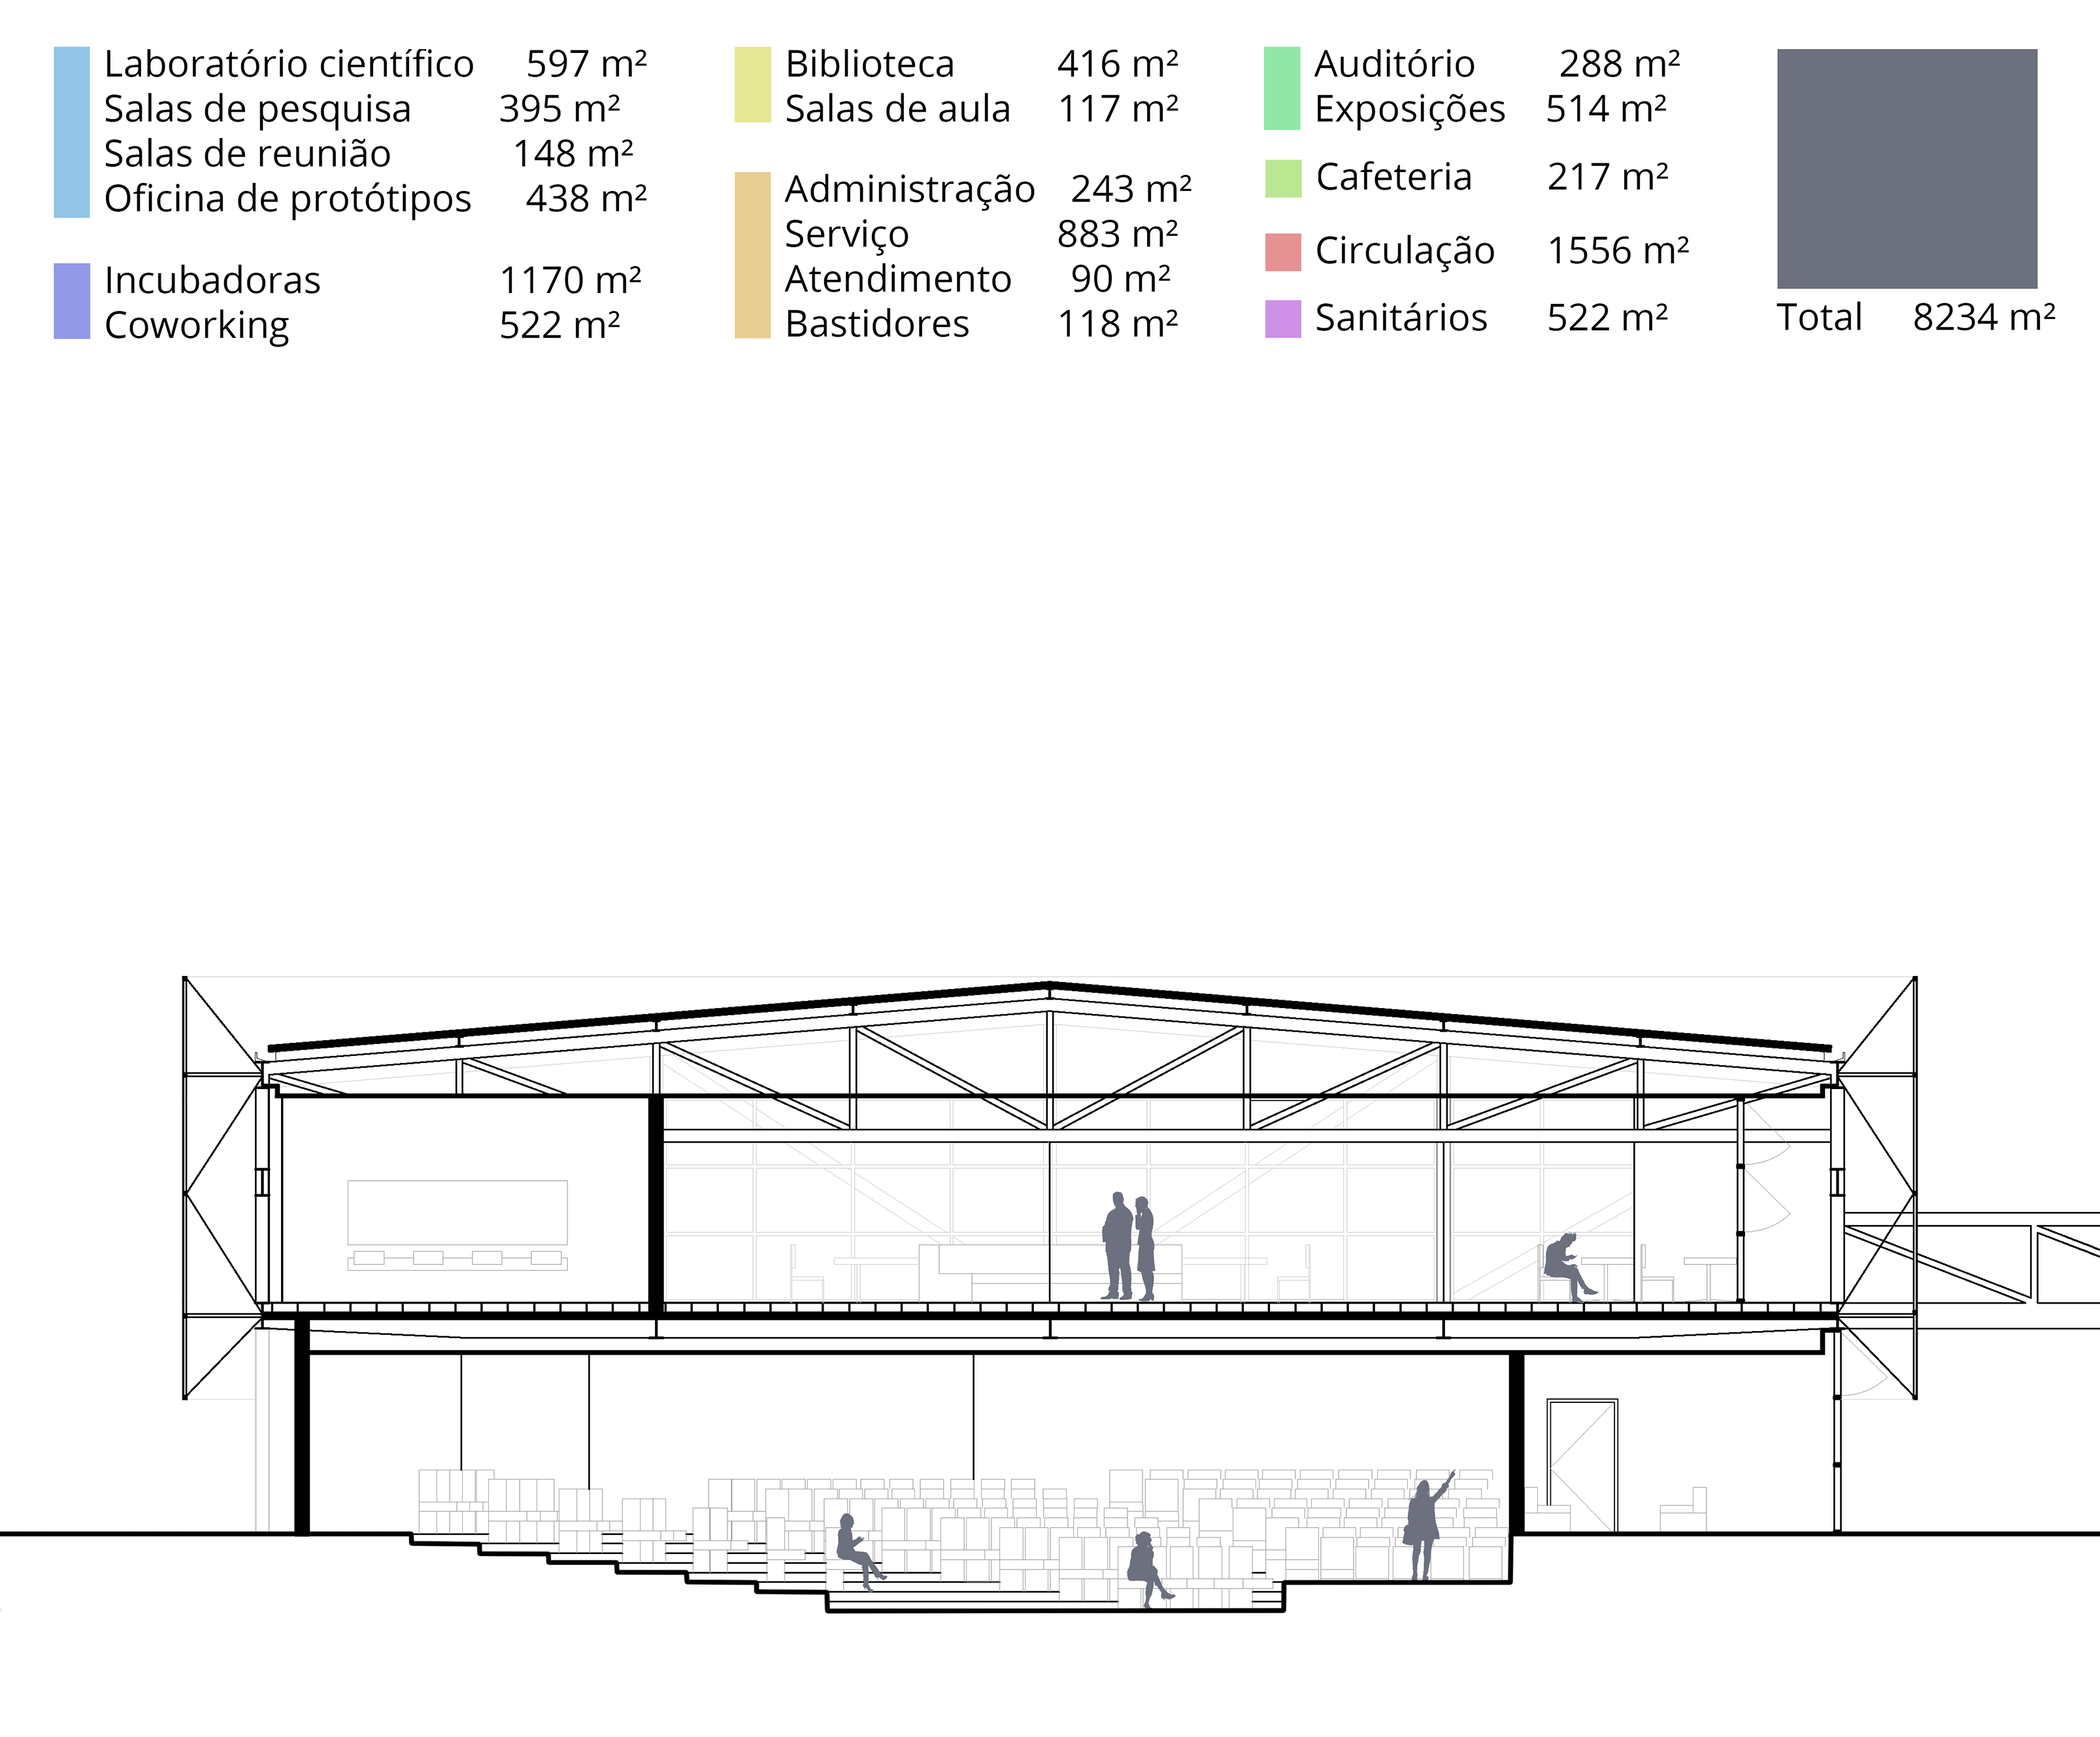 Laboratório científico 597 m²
Salas de pesquisa 395 m²
Salas de reunião 148 m²
Oficina de protótipos 438 m²
Incubadoras 1170 m²
Coworking 522 m²
Biblioteca 416 m²
Salas de aula 117 m²
Administração 243 m²
Serviço 883 m²
Atendimento 90 m²
Bastidores 118 m²
Auditório 288 m²
Exposições 514 m²
Cafeteria 217 m²
Circulação 1556 m²
Sanitários 522 m²
Total 8234 m²